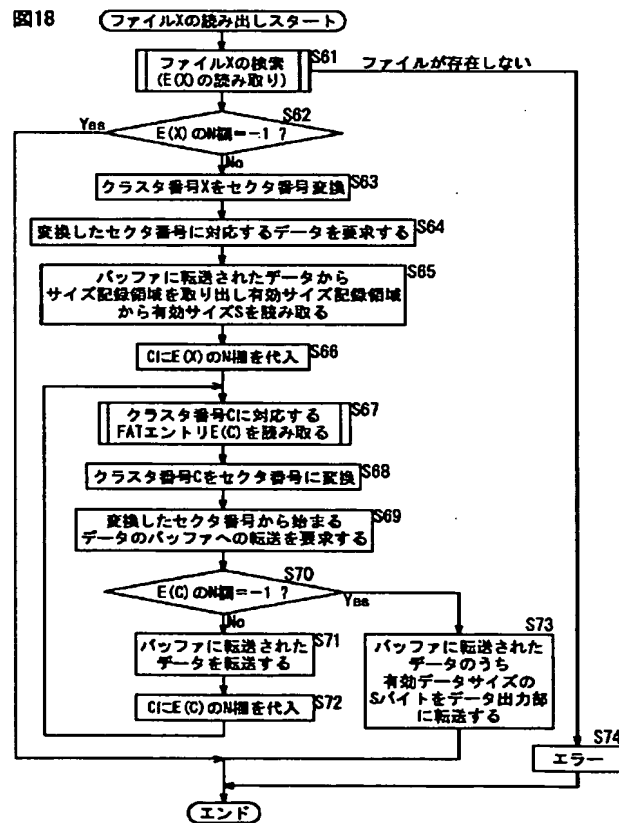 図18
ファイルXの読み出しスタート
S61
ファイルXの検索
(E(X)の読み取り)
ファイルが存在しない
S62
Yes
E(X)のN欄=-1 ?
No
クラスタ番号Xをセクタ番号変換
S63
変換したセクタ番号に対応するデータを要求する
S64
バッファに転送されたデータから
サイズ記録領域を取り出し有効サイズ記録領域
から有効サイズSを読み取る
S65
CにE(X)のN欄を代入
S66
クラスタ番号Cに対応する
FATエントリE(C)を読み取る
S67
クラスタ番号Cをセクタ番号に変換
S68
変換したセクタ番号から始まる
データのバッファへの転送を要求する
S69
S70
E(C)のN欄=-1 ?
Yes
No
バッファに転送された
データを転送する
S71
CにE(C)のN欄を代入
S72
S73
バッファに転送された
データのうち
有効データサイズの
Sバイトをデータ出力部
に転送する
S74
エラー
エンド